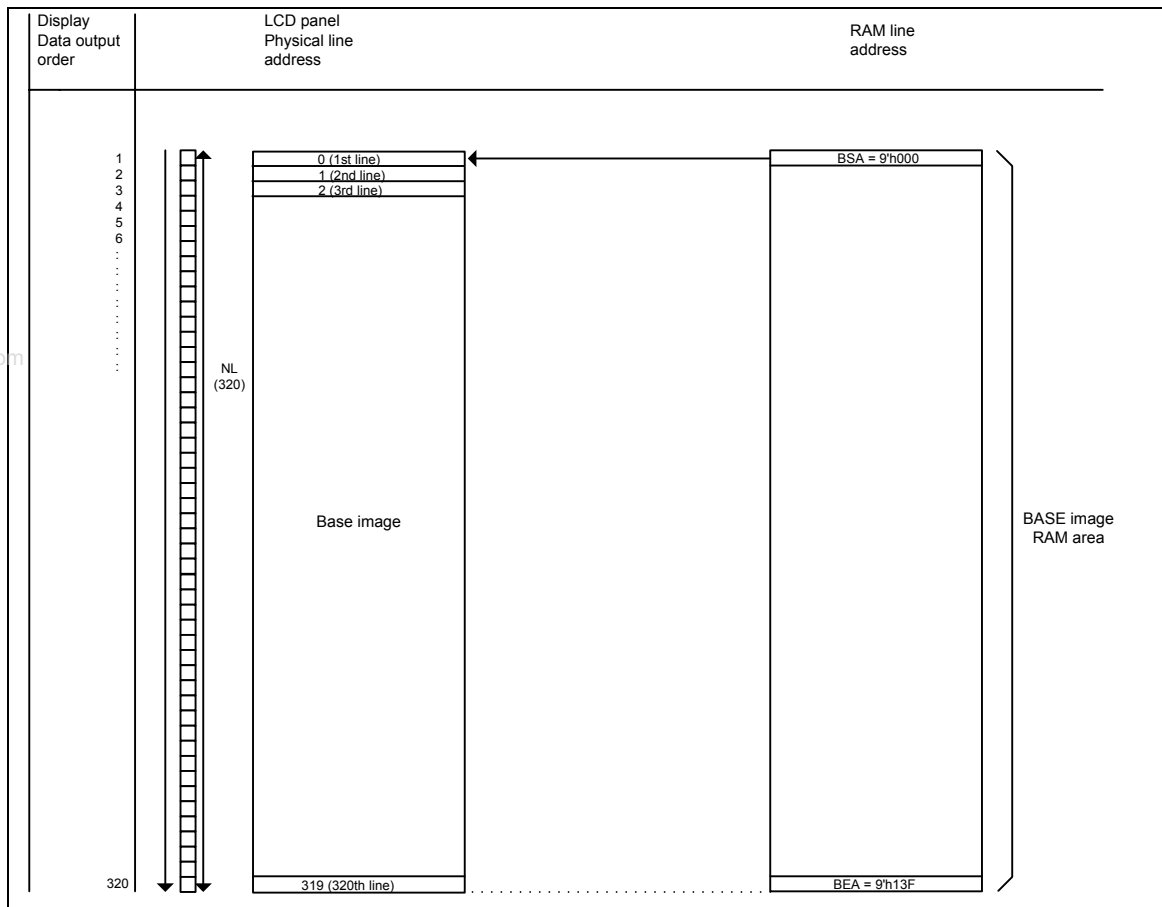 Display
Data output
order
LCD panel
Physical line
address
RAM line
address
1
2
3
4
5
6
:
:
:
:
:
:
:
:
0 (1st line)
1 (2nd line)
2 (3rd line)
BSA = 9'h000
om
NL
(320)
Base image
BASE image
RAM area
320
319 (320th line)
. . . . . . . . . . . . . . . . . . . . . . . . . . . . .
BEA = 9'h13F